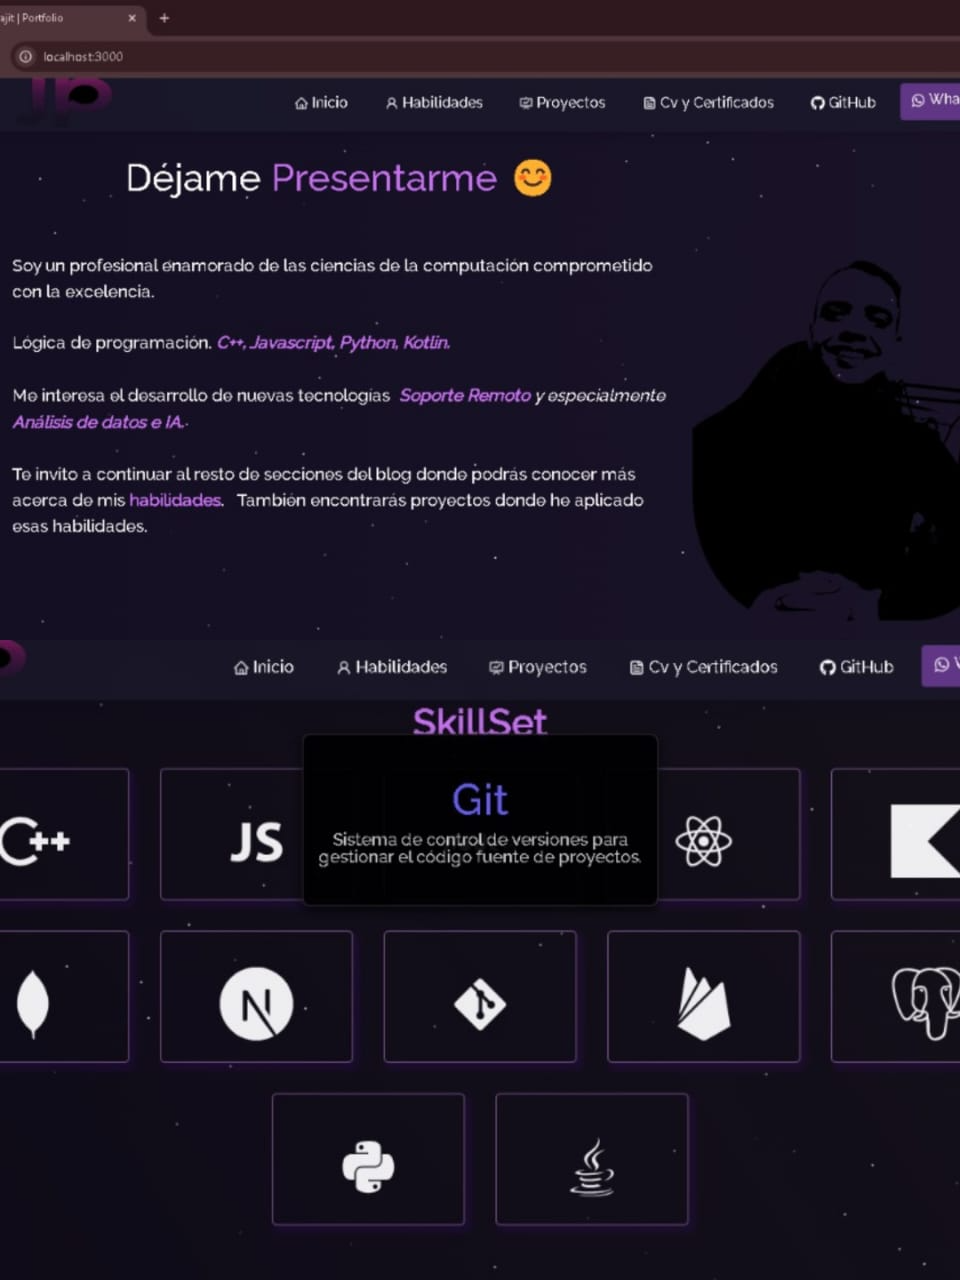 ajit | Portfolio
localhost:3000
JP
Inicio Habilidades Proyectos Cv y Certificados GitHub Wha
Déjame Presentarme
Soy un profesional enamorado de las ciencias de la computación comprometido
con la excelencia.
Lógica de programación. C++, Javascript, Python, Kotlin.
Me interesa el desarrollo de nuevas tecnologías Soporte Remoto y especialmente
Análisis de datos e IA.
Te invito a continuar al resto de secciones del blog donde podrás conocer más
acerca de mis habilidades. También encontrarás proyectos donde he aplicado
esas habilidades.
Inicio Habilidades Proyectos Cv y Certificados GitHub
SkillSet
Git
Sistema de control de versiones para
gestionar el código fuente de proyectos.
C++ JS
N